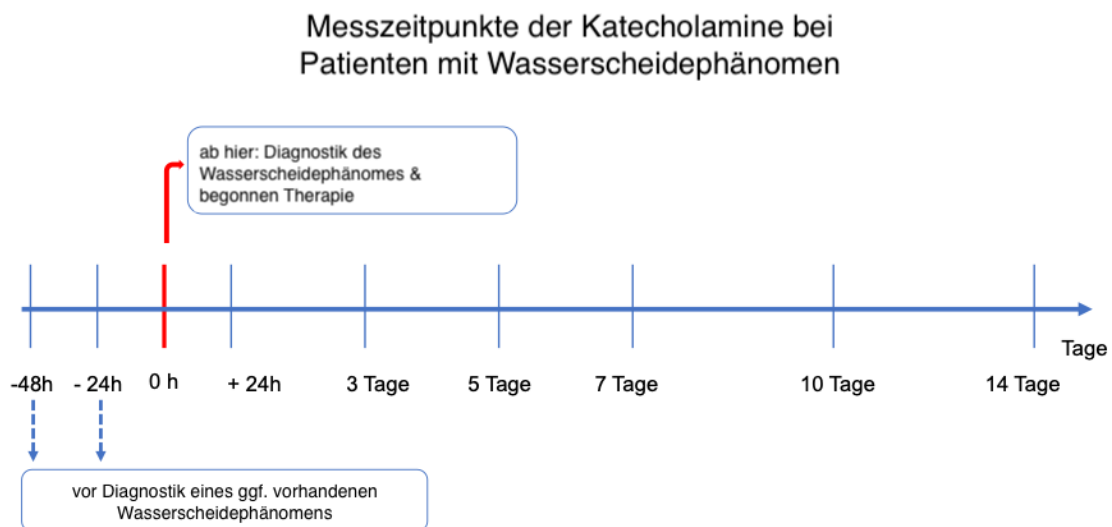 Messzeitpunkte der Katecholamine bei
Patienten mit Wasserscheidephänomen
ab hier: Diagnostik des
Wasserscheidephänomes &
begonnen Therapie
Tage
-48h
- 24h
0 h
+ 24h
3 Tage
5 Tage
7 Tage
10 Tage
14 Tage
vor Diagnostik eines ggf. vorhandenen
Wasserscheidephänomens